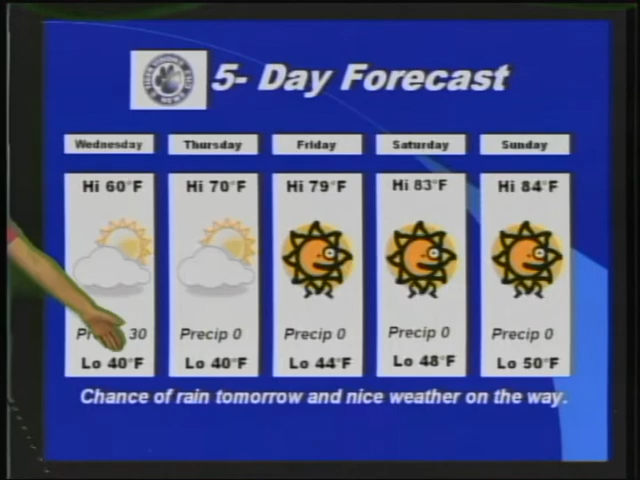 5- Day Forecast
Wednesday Thursday Friday Saturday Sunday
Hi 60°F Hi 70°F Hi 79°F Hi 83°F Hi 84°F
30 Precip 0 Precip 0 Precip 0 Precip 0
Lo 40°F Lo 40°F Lo 44°F Lo 48°F Lo 50°F
Chance of rain tomorrow and nice weather on the way.